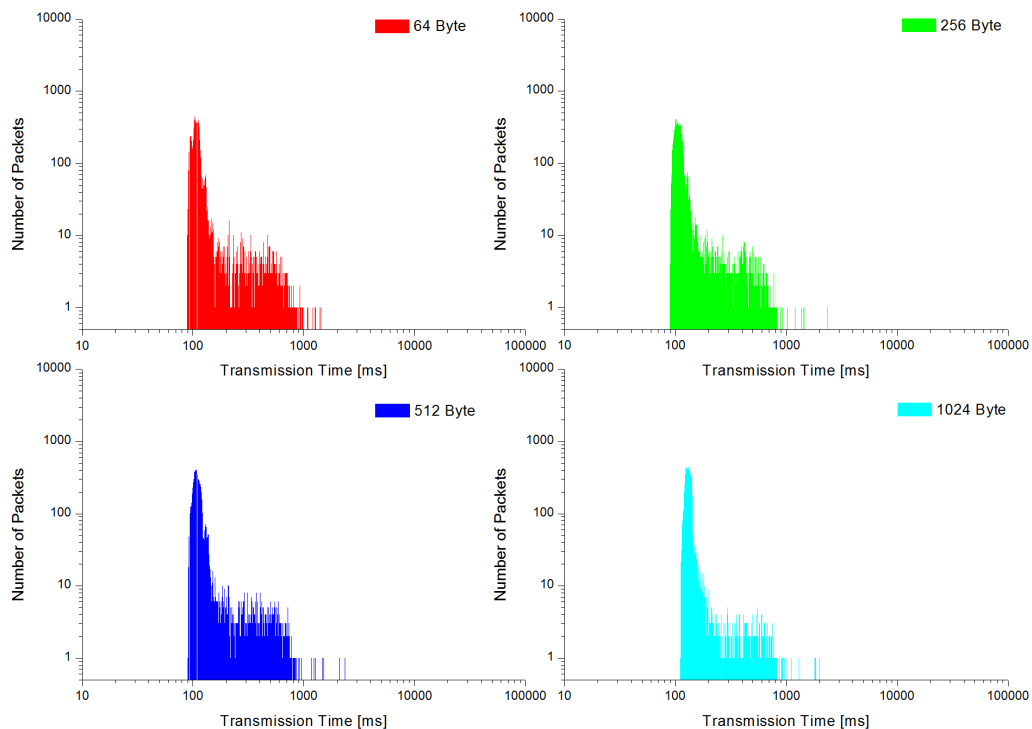 10000
64 Byte
1000
100
10
1
Number of Packets
10 100 1000 10000 100000
Transmission Time [ms]
10000
256 Byte
1000
100
10
1
Number of Packets
10 100 1000 10000 100000
Transmission Time [ms]
10000
512 Byte
1000
100
10
1
Number of Packets
10 100 1000 10000 100000
Transmission Time [ms]
10000
1024 Byte
1000
100
10
1
Number of Packets
10 100 1000 10000 100000
Transmission Time [ms]